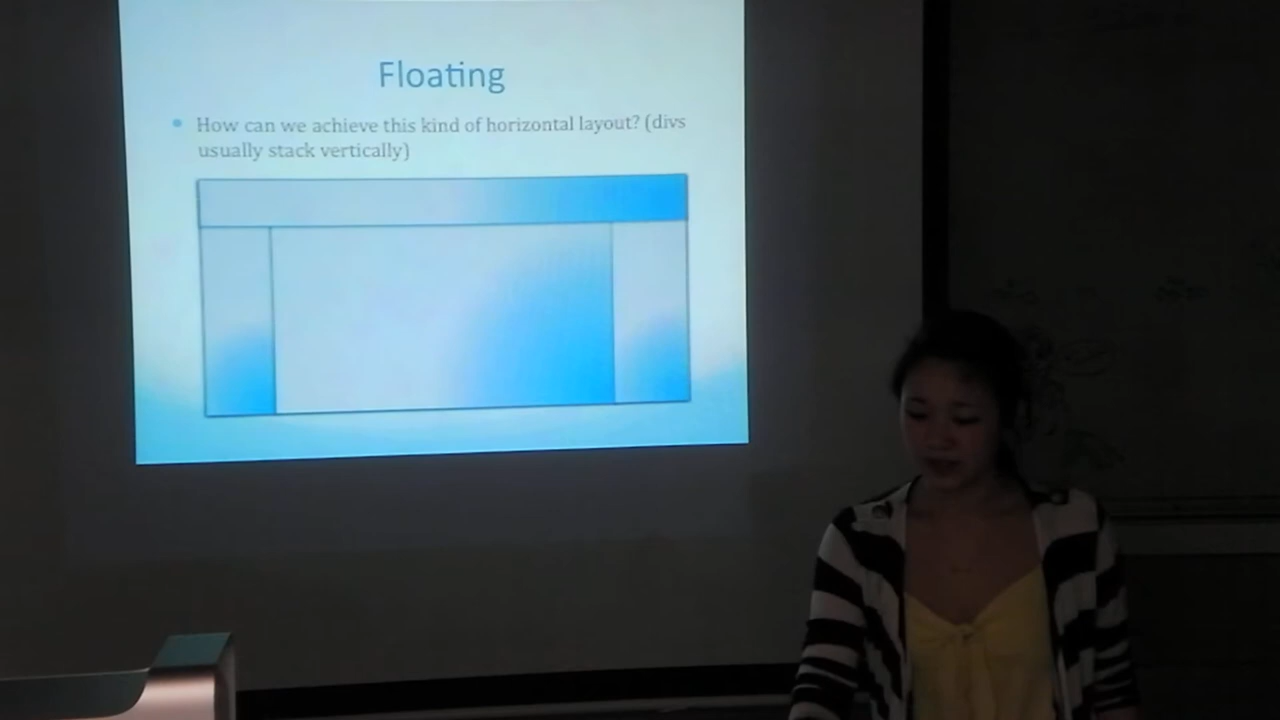 Floating
How can we achieve this kind of horizontal layout? (divs
usually stack vertically)